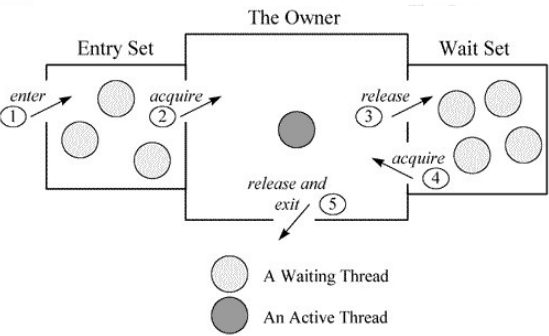 The Owner
Entry Set
Wait Set
enter
1
acquire
2
release
3
acquire
4
release and
exit
5
A Waiting Thread
An Active Thread